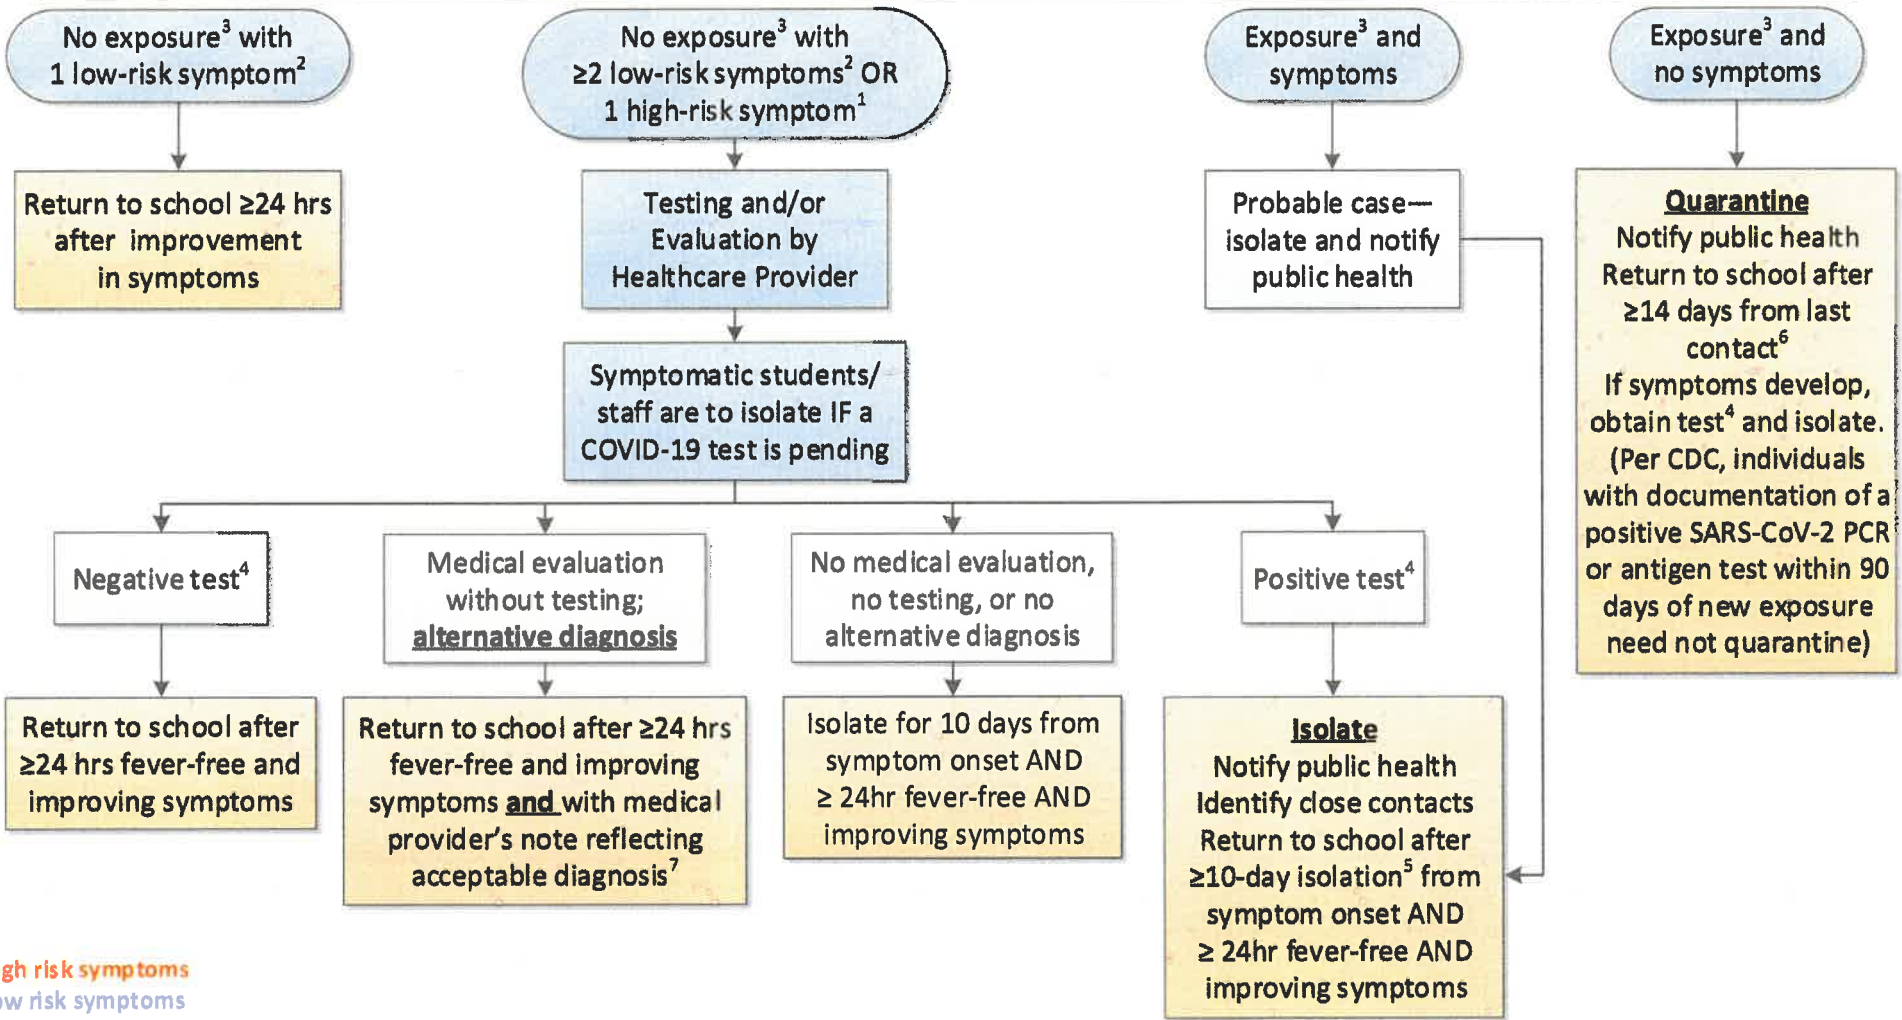 No exposure³ with
1 low-risk symptom²
No exposure³ with
≥2 low-risk symptoms² OR
1 high-risk symptom¹
Exposure³ and
symptoms
Exposure³ and
no symptoms
Return to school ≥24 hrs
after improvement
in symptoms
Testing and/or
Evaluation by
Healthcare Provider
Probable case—
isolate and notify
public health
Quarantine
Notify public health
Return to school after
≥14 days from last
contact⁶
If symptoms develop,
obtain test⁴ and isolate.
(Per CDC, individuals
with documentation of a
positive SARS-CoV-2 PCR
or antigen test within 90
days of new exposure
need not quarantine)
Symptomatic students/
staff are to isolate IF a
COVID-19 test is pending
Negative test⁴
Medical evaluation
without testing;
alternative diagnosis
No medical evaluation,
no testing, or no
alternative diagnosis
Positive test⁴
Return to school after
≥24 hrs fever-free and
improving symptoms
Return to school after ≥24 hrs
fever-free and improving
symptoms and with medical
provider's note reflecting
acceptable diagnosis⁷
Isolate for 10 days from
symptom onset AND
≥ 24hr fever-free AND
improving symptoms
Isolate
Notify public health
Identify close contacts
Return to school after
≥10-day isolation⁵ from
symptom onset AND
≥ 24hr fever-free AND
improving symptoms
gh risk symptoms
ow risk symptoms